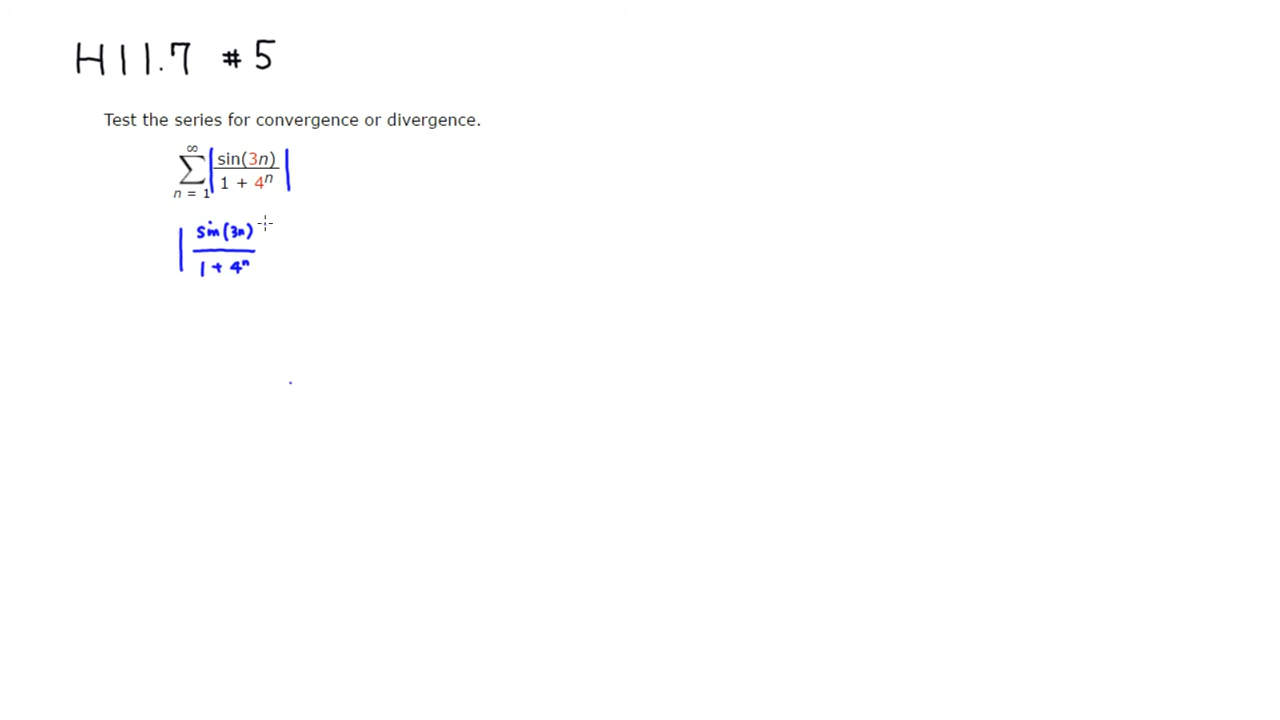 H11.7 #5
Test the series for convergence or divergence.
∞
∑ | sin(3n) / 1 + 4ⁿ |
n = 1
| sin(3n) / 1 + 4ⁿ